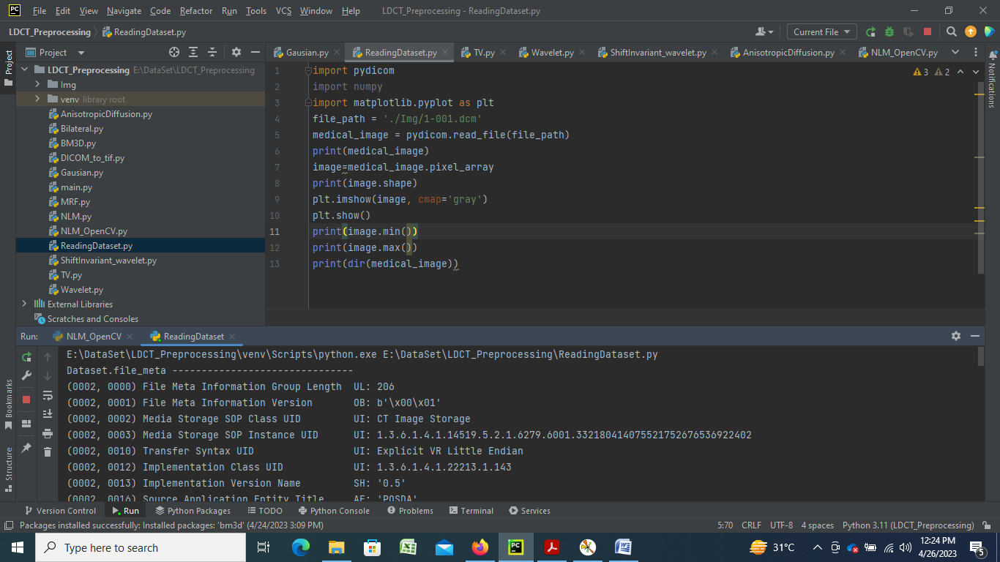 PC File Edit View Navigate Code Refactor Run Tools VCS Window Help LDCT_Preprocessing - ReadingDataset.py
LDCT_Preprocessing ReadingDataset.py Current File
Project
Gausian.py ReadingDataset.py TV.py Wavelet.py ShiftInvariant_wavelet.py AnisotropicDiffusion.py NLM_OpenCV.py
Project
Notifications
LDCT_Preprocessing E:\DataSet\LDCT_Preprocessing
Img
venv library root
AnisotropicDiffusion.py
Bilateral.py
BM3D.py
DICOM_to_tif.py
Gausian.py
main.py
MRF.py
NLM.py
NLM_OpenCV.py
ReadingDataset.py
ShiftInvariant_wavelet.py
TV.py
Wavelet.py
External Libraries
Scratches and Consoles
3 2
1 import pydicom
2 import numpy
3 import matplotlib.pyplot as plt
4 file_path = './Img/1-001.dcm'
5 medical_image = pydicom.read_file(file_path)
6 print(medical_image)
7 image=medical_image.pixel_array
8 print(image.shape)
9 plt.imshow(image, cmap='gray')
10 plt.show()
11 print(image.min())
12 print(image.max())
13 print(dir(medical_image))
Run: NLM_OpenCV ReadingDataset
Bookmarks
Structure
E:\DataSet\LDCT_Preprocessing\venv\Scripts\python.exe E:\DataSet\LDCT_Preprocessing\ReadingDataset.py
Dataset.file_meta -------------------------------
(0002, 0000) File Meta Information Group Length UL: 206
(0002, 0001) File Meta Information Version OB: b'\x00\x01'
(0002, 0002) Media Storage SOP Class UID UI: CT Image Storage
(0002, 0003) Media Storage SOP Instance UID UI: 1.3.6.1.4.1.14519.5.2.1.6279.6001.332180414075521752676536922402
(0002, 0010) Transfer Syntax UID UI: Explicit VR Little Endian
(0002, 0012) Implementation Class UID UI: 1.3.6.1.4.1.22213.1.143
(0002, 0013) Implementation Version Name SH: '0.5'
(0002, 0016) Source Application Entity Title AE: 'POSDA'
Version Control Run Python Packages TODO Python Console Problems Terminal Services
Packages installed successfully: Installed packages: 'bm3d' (4/24/2023 3:09 PM) 5:70 CRLF UTF-8 4 spaces Python 3.11 (LDCT_Preprocessing)
Type here to search
31°C
12:24 PM
4/26/2023
5